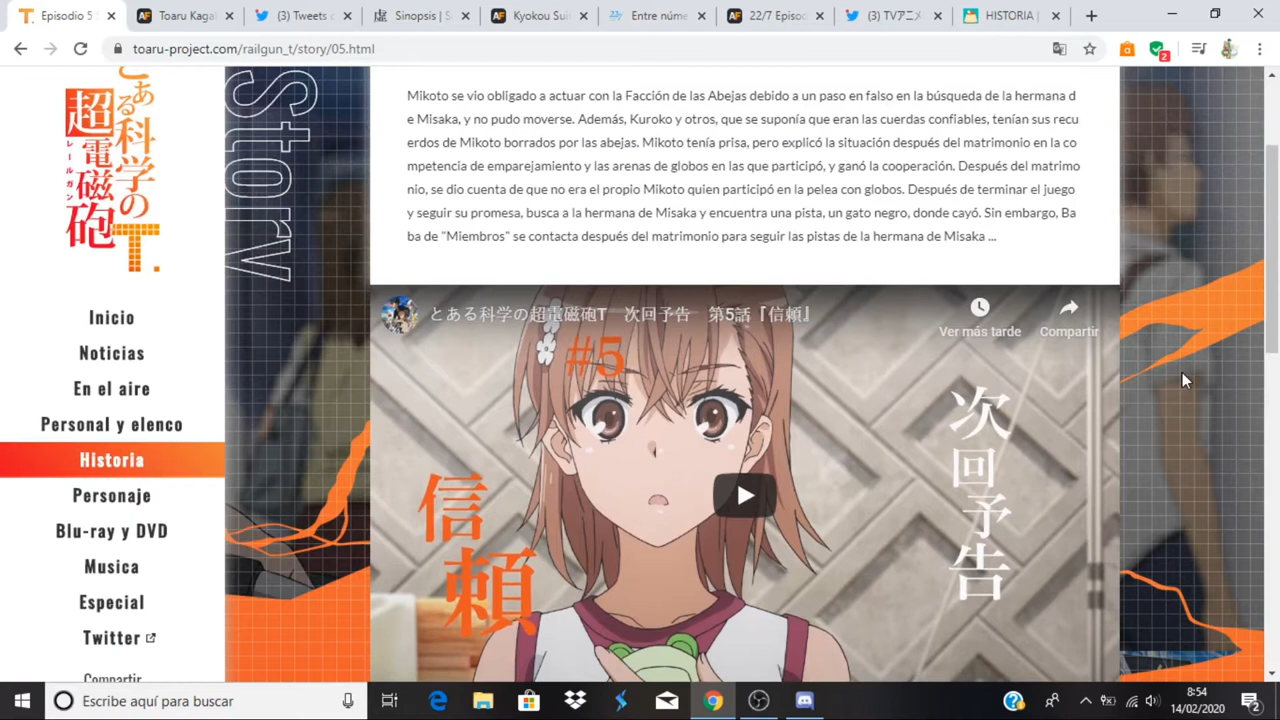 Episodio 5
Toaru Kaga
(3) Tweets c
Sinopsis | S
Kyokou Sui
Entre núme
22/7 Episod
(3) TVアニメ
HISTORIA |
toaru-project.com/railgun_t/story/05.html
2
とある科学の
超電磁砲
レールガン
T.
Story
Mikoto se vio obligado a actuar con la Facción de las Abejas debido a un paso en falso en la búsqueda de la hermana d
e Misaka, y no pudo moverse. Además, Kuroko y otros, que se suponía que eran las cuerdas confiables, tenían sus recu
erdos de Mikoto borrados por las abejas. Mikoto tenía prisa, pero explicó la situación después del matrimonio en la co
mpetencia de emparejamiento y las arenas de globos en las que participó, y ganó la cooperación. Después del matrimo
nio, se dio cuenta de que no era el propio Mikoto quien participó en la pelea con globos. Después de terminar el juego
y seguir su promesa, busca a la hermana de Misaka y encuentra una pista, un gato negro, donde cayó. Sin embargo, Ba
ba de "Miembros" se contacta después del matrimonio para seguir las pistas de la hermana de Misaka ...
Inicio
Noticias
En el aire
Personal y elenco
Historia
Personaje
Blu-ray y DVD
Musica
Especial
Twitter
Compartir
とある科学の超電磁砲T 次回予告 第5話『信頼』
Ver más tarde
Compartir
#5
信頼
次回予告
Escribe aquí para buscar
8:54
14/02/2020
2